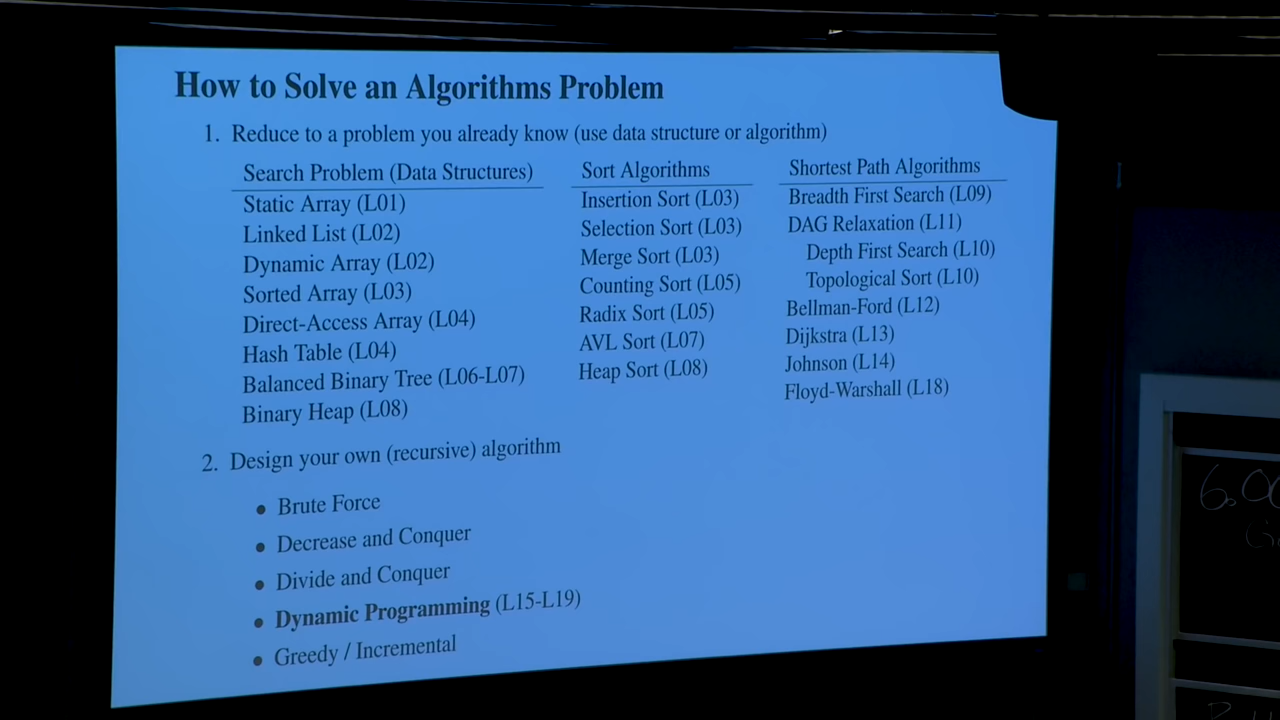 How to Solve an Algorithms Problem
1. Reduce to a problem you already know (use data structure or algorithm)
Search Problem (Data Structures)
Static Array (L01)
Linked List (L02)
Dynamic Array (L02)
Sorted Array (L03)
Direct-Access Array (L04)
Hash Table (L04)
Balanced Binary Tree (L06-L07)
Binary Heap (L08)
Sort Algorithms
Insertion Sort (L03)
Selection Sort (L03)
Merge Sort (L03)
Counting Sort (L05)
Radix Sort (L05)
AVL Sort (L07)
Heap Sort (L08)
Shortest Path Algorithms
Breadth First Search (L09)
DAG Relaxation (L11)
Depth First Search (L10)
Topological Sort (L10)
Bellman-Ford (L12)
Dijkstra (L13)
Johnson (L14)
Floyd-Warshall (L18)
2. Design your own (recursive) algorithm
• Brute Force
• Decrease and Conquer
• Divide and Conquer
• Dynamic Programming (L15-L19)
• Greedy / Incremental